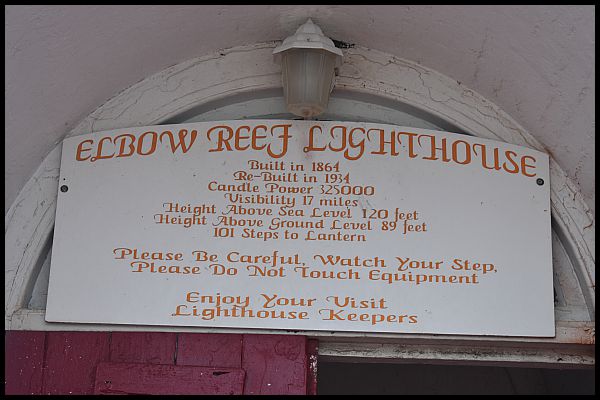 ELBOW REEF LIGHTHOUSE
Built in 1864
Re-Built in 1934
Candle Power 325000
Visibility 17 miles
Height Above Sea Level 120 feet
Height Above Ground Level 89 feet
101 Steps to Lantern
Please Be Careful, Watch Your Step,
Please Do Not Touch Equipment
Enjoy Your Visit
Lighthouse Keepers